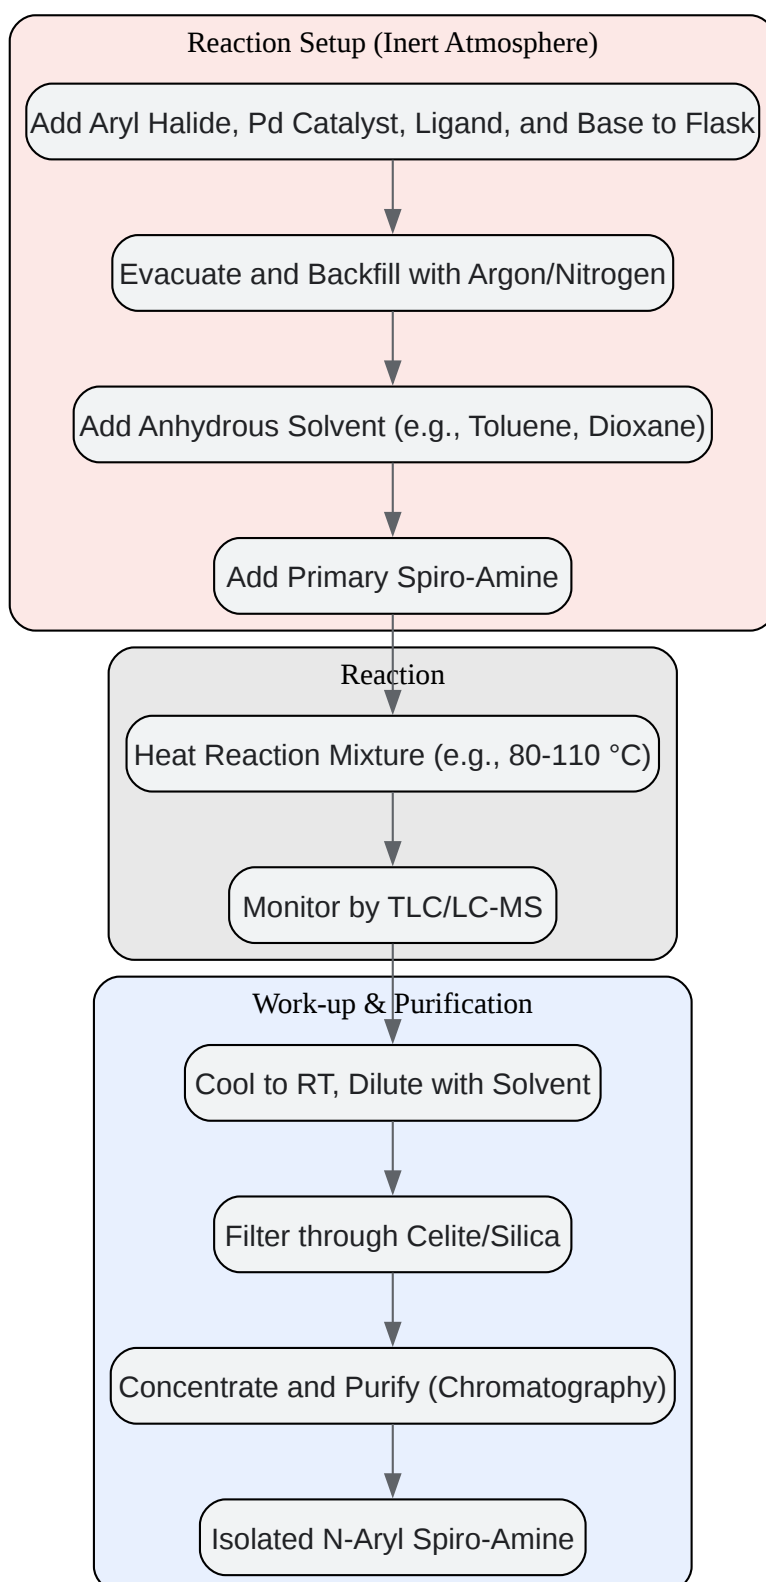 Reaction Setup (Inert Atmosphere)
Add Aryl Halide, Pd Catalyst, Ligand, and Base to Flask
Evacuate and Backfill with Argon/Nitrogen
Add Anhydrous Solvent (e.g., Toluene, Dioxane)
Add Primary Spiro-Amine
Reaction
Heat Reaction Mixture (e.g., 80-110 °C)
Monitor by TLC/LC-MS
Work-up & Purification
Cool to RT, Dilute with Solvent
Filter through Celite/Silica
Concentrate and Purify (Chromatography)
Isolated N-Aryl Spiro-Amine